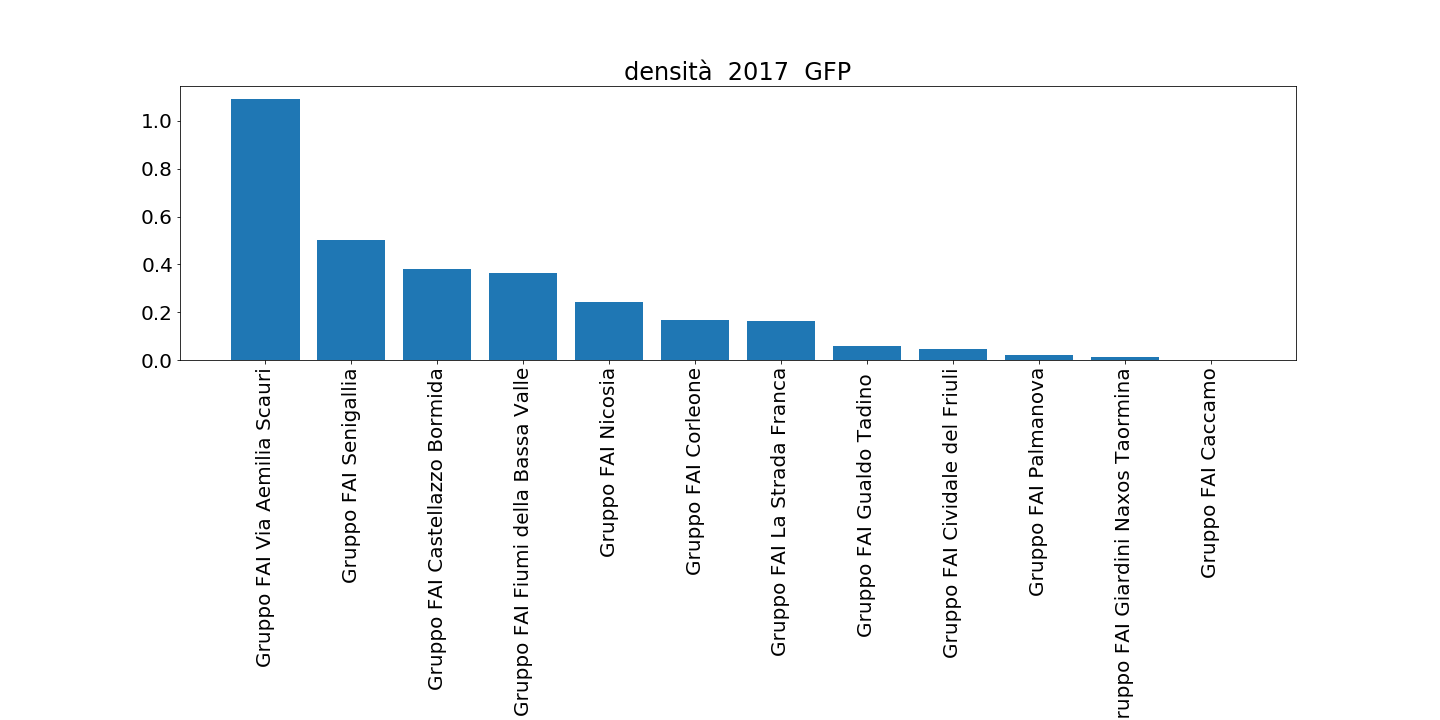 densità 2017 GFP
1.0
0.8
0.6
0.4
0.2
0.0
Gruppo FAI Via Aemilia Scauri
Gruppo FAI Senigallia
Gruppo FAI Castellazzo Bormida
Gruppo FAI Fiumi della Bassa Valle
Gruppo FAI Nicosia
Gruppo FAI Corleone
Gruppo FAI La Strada Franca
Gruppo FAI Gualdo Tadino
Gruppo FAI Cividale del Friuli
Gruppo FAI Palmanova
ruppo FAI Giardini Naxos Taormina
Gruppo FAI Caccamo